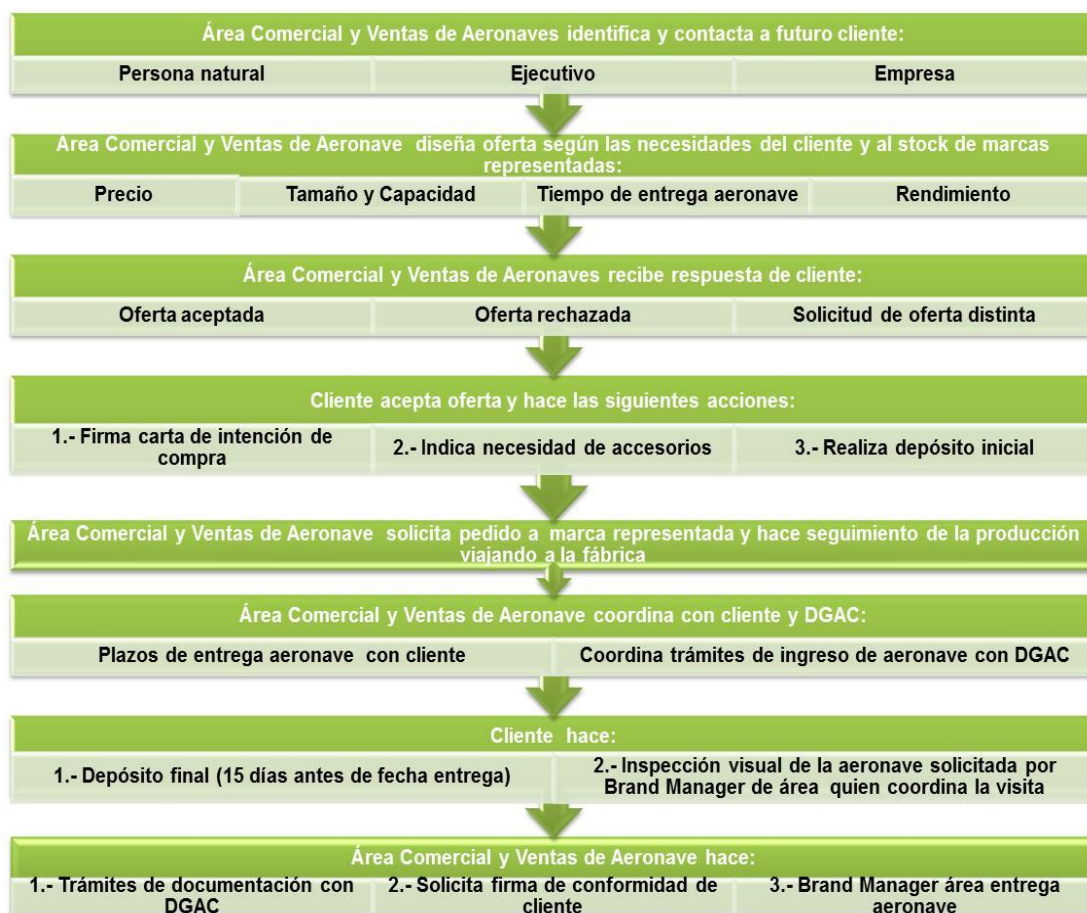 Área Comercial y Ventas de Aeronaves identifica y contacta a futuro cliente:
Persona natural
Ejecutivo
Empresa
Área Comercial y Ventas de Aeronave diseña oferta según las necesidades del cliente y al stock de marcas
representadas:
Precio
Tamaño y Capacidad
Tiempo de entrega aeronave
Rendimiento
Área Comercial y Ventas de Aeronaves recibe respuesta de cliente:
Oferta aceptada
Oferta rechazada
Solicitud de oferta distinta
Cliente acepta oferta y hace las siguientes acciones:
1.- Firma carta de intención de
compra
2.- Indica necesidad de accesorios
3.- Realiza depósito inicial
Área Comercial y Ventas de Aeronave solicita pedido a marca representada y hace seguimiento de la producción
viajando a la fábrica
Área Comercial y Ventas de Aeronave coordina con cliente y DGAC:
Plazos de entrega aeronave con cliente
Coordina trámites de ingreso de aeronave con DGAC
Cliente hace:
1.- Depósito final (15 días antes de fecha entrega)
2.- Inspección visual de la aeronave solicitada por
Brand Manager de área quien coordina la visita
Área Comercial y Ventas de Aeronave hace:
1.- Trámites de documentación con
DGAC
2.- Solicita firma de conformidad de
cliente
3.- Brand Manager área entrega
aeronave